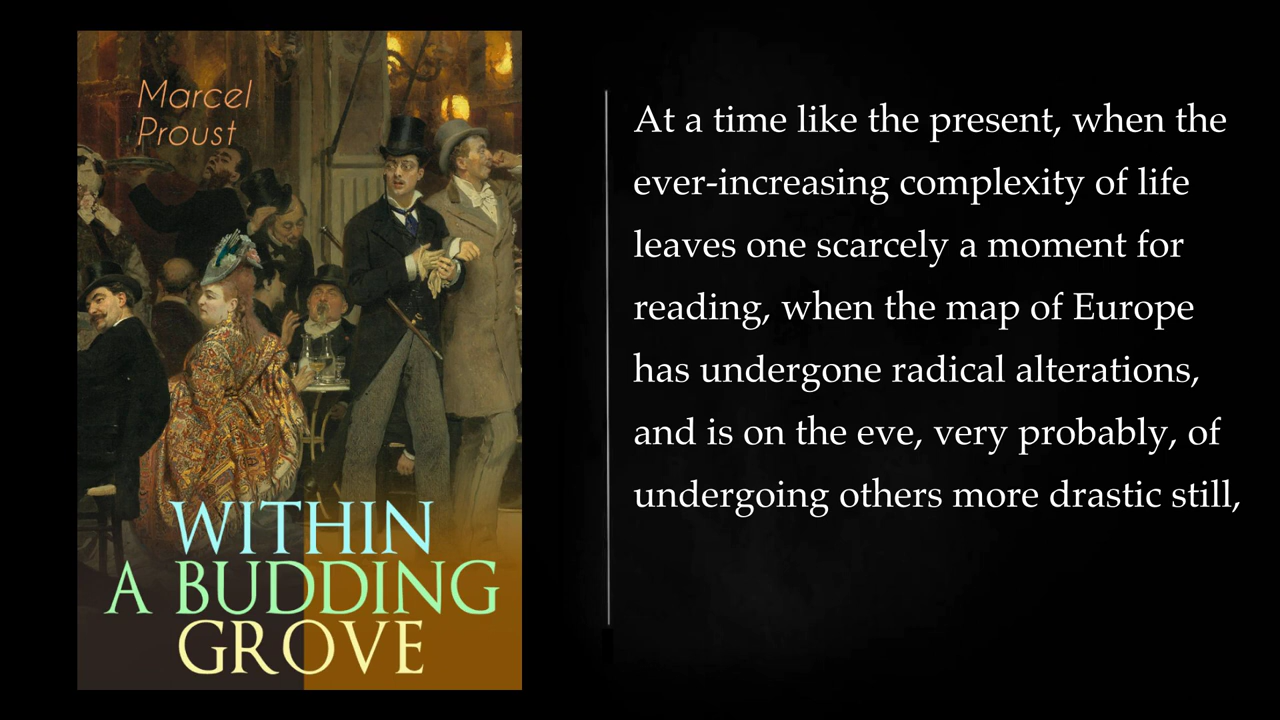 Marcel
Proust
WITHIN
A BUDDING
GROVE
At a time like the present, when the
ever-increasing complexity of life
leaves one scarcely a moment for
reading, when the map of Europe
has undergone radical alterations,
and is on the eve, very probably, of
undergoing others more drastic still,